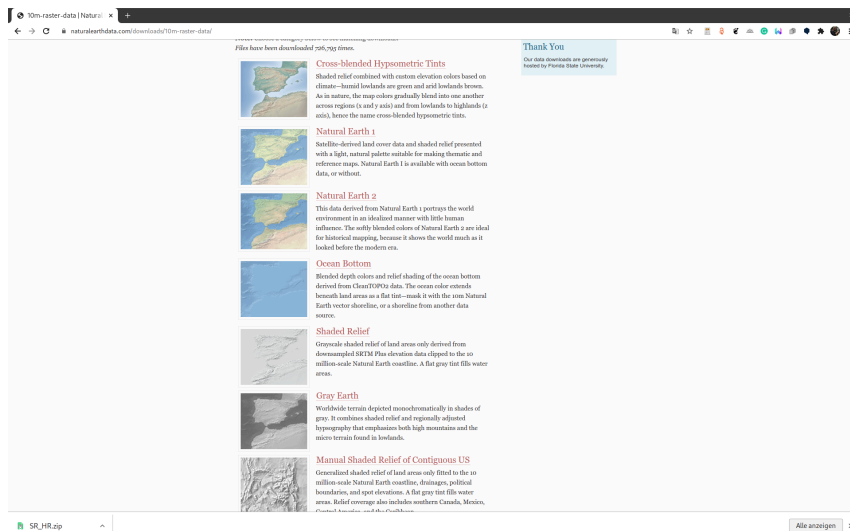 10m-raster-data | Natural
naturalearthdata.com/downloads/10m-raster-data/
Files have been downloaded 726,795 times.
Thank You
Our data downloads are generously
hosted by Florida State University.
Cross-blended Hypsometric Tints
Shaded relief combined with custom elevation colors based on
climate—humid lowlands are green and arid lowlands brown.
As in nature, the map colors gradually blend into one another
across regions (x and y axis) and from lowlands to highlands (z
axis), hence the name cross-blended hypsometric tints.
Natural Earth 1
Satellite-derived land cover data and shaded relief presented
with a light, natural palette suitable for making thematic and
reference maps. Natural Earth I is available with ocean bottom
data, or without.
Natural Earth 2
This data derived from Natural Earth 1 portrays the world
environment in an idealized manner with little human
influence. The softly blended colors of Natural Earth 2 are ideal
for historical mapping, because it shows the world much as it
looked before the modern era.
Ocean Bottom
Blended depth colors and relief shading of the ocean bottom
derived from CleanTOPO2 data. The ocean color extends
beneath land areas as a flat tint—mask it with the 10m Natural
Earth vector shoreline, or a shoreline from another data
source.
Shaded Relief
Grayscale shaded relief of land areas only derived from
downsampled SRTM Plus elevation data clipped to the 10
million-scale Natural Earth coastline. A flat gray tint fills water
areas.
Gray Earth
Worldwide terrain depicted monochromatically in shades of
gray. It combines shaded relief and regionally adjusted
hypsography that emphasizes both high mountains and the
micro terrain found in lowlands.
Manual Shaded Relief of Contiguous US
Generalized shaded relief of land areas only fitted to the 10
million-scale Natural Earth coastline, drainages, political
boundaries, and spot elevations. A flat gray tint fills water
areas. Relief coverage also includes southern Canada, Mexico,
SR_HR.zip
Alle anzeigen